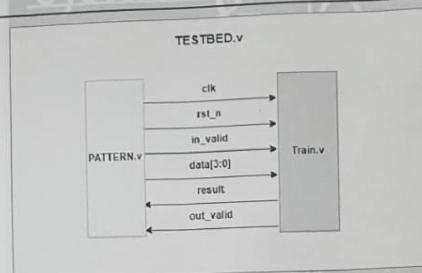 TESTBED.v
clk
rst_n
in_valid
PATTERN.v
data[3:0]
Train.v
result
out_valid